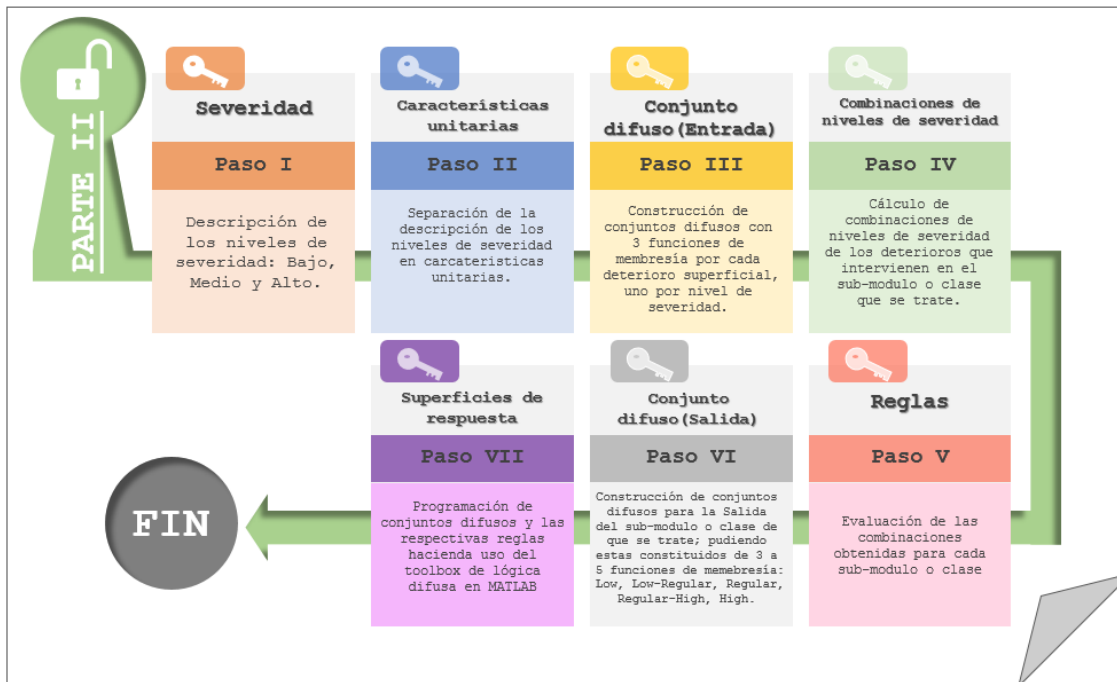 PARTE II
Severidad
Paso I
Descripción de
los niveles de
severidad: Bajo,
Medio y Alto.
Características
unitarias
Paso II
Separación de la
descripción de los
niveles de severidad
en carcateristicas
unitarias.
Conjunto
difuso(Entrada)
Paso III
Construcción de
conjuntos difusos con
3 funciones de
membresía por cada
deterioro superficial,
uno por nivel de
severidad.
Combinaciones de
niveles de severidad
Paso IV
Cálculo de
combinaciones de
niveles de severidad
de los deterioros que
intervienen en el
sub-modulo o clase
que se trate.
Reglas
Paso V
Evaluación de las
combinaciones
obtenidas para cada
sub-modulo o clase
Conjunto
difuso(Salida)
Paso VI
Construcción de conjuntos
difusos para la Salida
del sub-modulo o clase de
que se trate; pudiendo
estas constituidos de 3 a
5 funciones de memebresía:
Low, Low-Regular, Regular,
Regular-High, High.
Superficies de
respuesta
Paso VII
Programación de
conjuntos difusos y las
respectivas reglas
hacienda uso del
toolbox de lógica
difusa en MATLAB
FIN